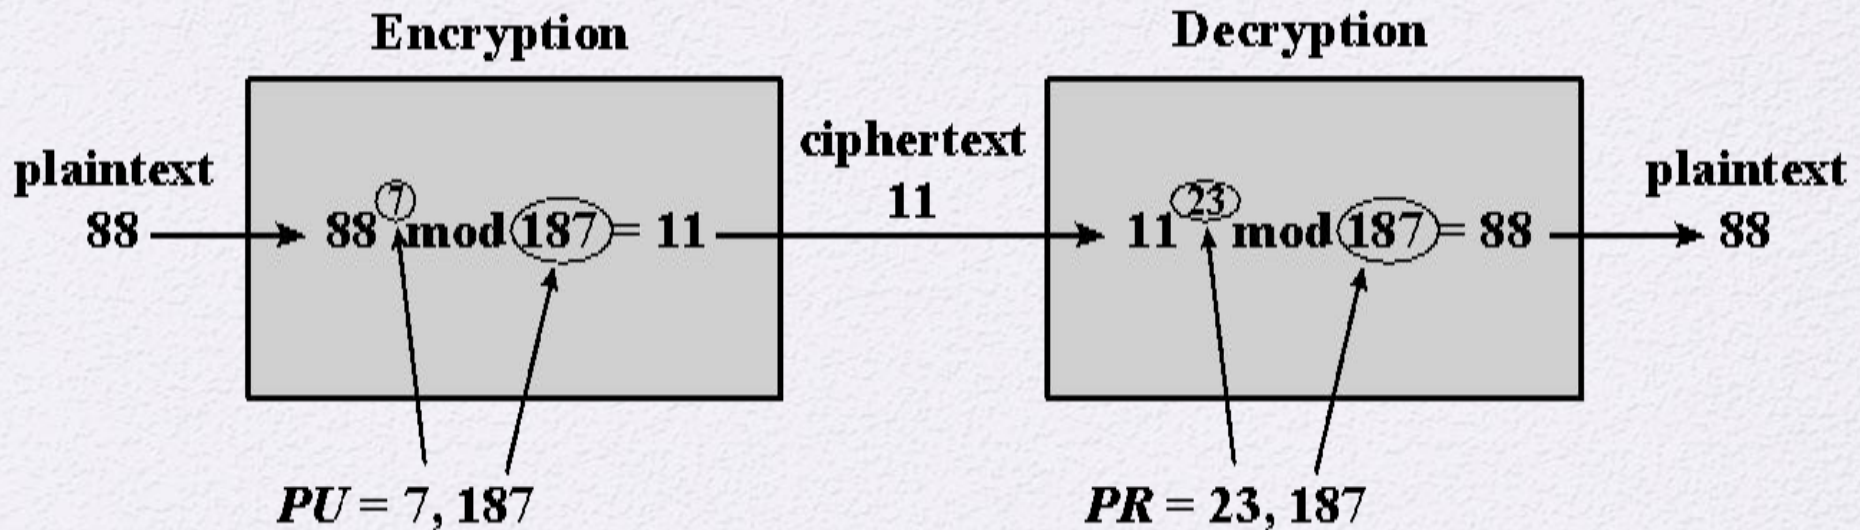 Encryption
Decryption
plaintext
88
88^7 mod 187 = 11
ciphertext
11
11^23 mod 187 = 88
plaintext
88
PU = 7, 187
PR = 23, 187